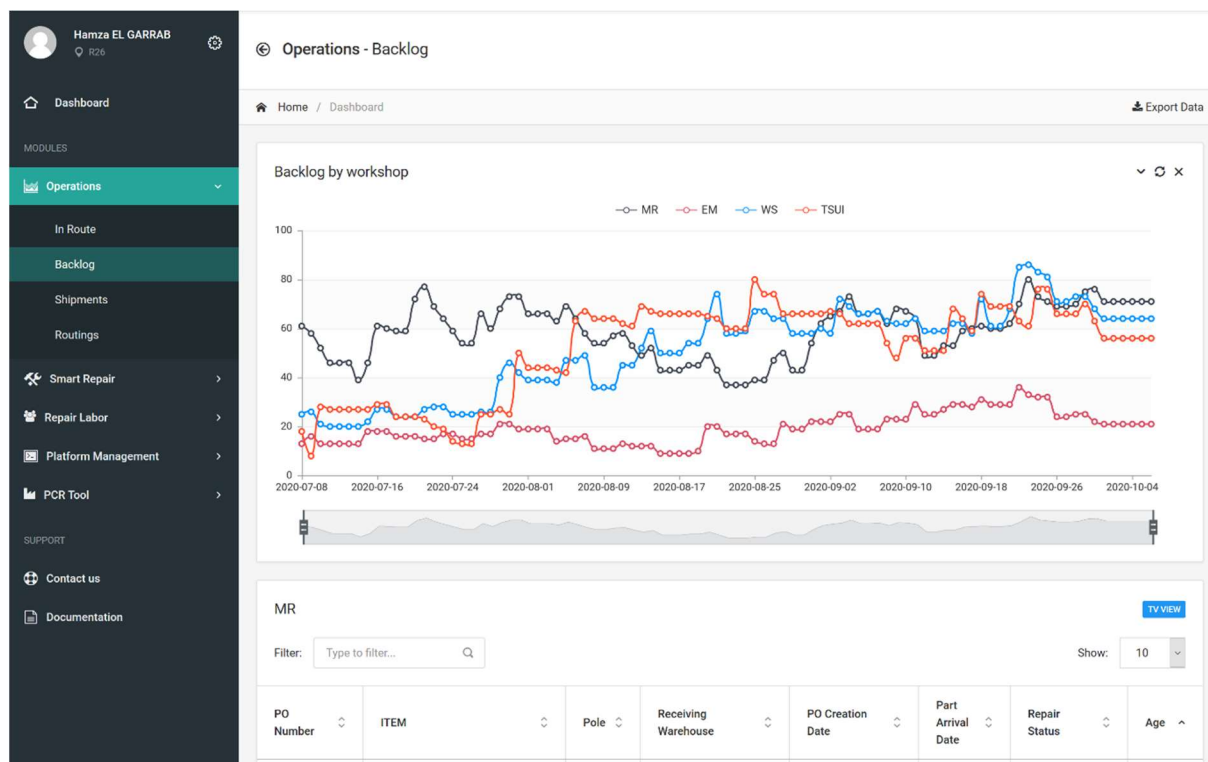 Hamza EL GARRAB
R26
Dashboard
MODULES
Operations
In Route
Backlog
Shipments
Routings
Smart Repair
Repair Labor
Platform Management
PCR Tool
SUPPORT
Contact us
Documentation
Operations - Backlog
Home / Dashboard
Export Data
Backlog by workshop
MR EM WS TSUI
100
80
60
40
20
0
2020-07-08 2020-07-16 2020-07-24 2020-08-01 2020-08-09 2020-08-17 2020-08-25 2020-09-02 2020-09-10 2020-09-18 2020-09-26 2020-10-04
MR
TV VIEW
Filter: Type to filter...
Show: 10
PO Number
ITEM
Pole
Receiving Warehouse
PO Creation Date
Part Arrival Date
Repair Status
Age